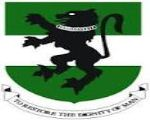 TO RESTORE THE DIGNITY OF MAN